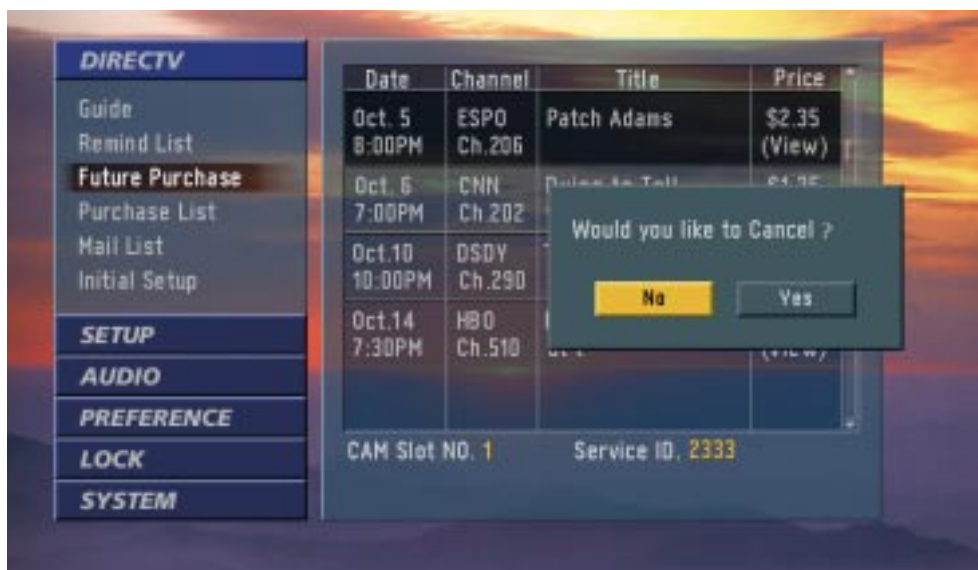 DIRECTV
Guide
Remind List
Future Purchase
Purchase List
Mail List
Initial Setup
SETUP
AUDIO
PREFERENCE
LOCK
SYSTEM
Date Channel Title Price
Oct. 5 ESPO Patch Adams $2.35
8:00PM Ch.206 (View)
Oct. 6 CNN
7:00PM Ch.202
Oct.10 DSDY
10:00PM Ch.290
Oct.14 HBO
7:30PM Ch.510
Would you like to Cancel ?
No Yes
CAM Slot NO. 1 Service ID. 2333